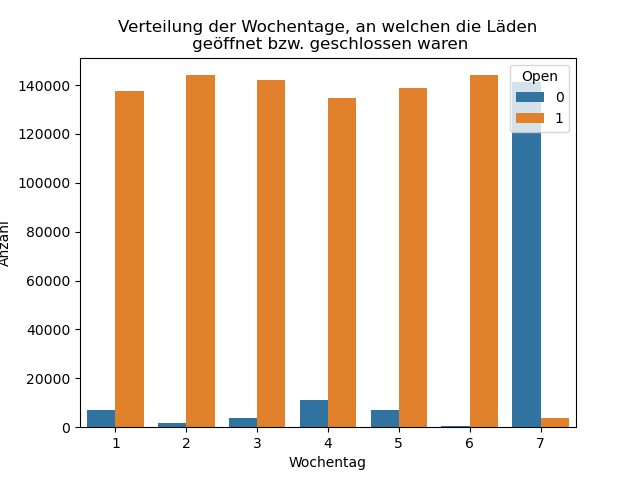 Verteilung der Wochentage, an welchen die Läden
geöffnet bzw. geschlossen waren
Open
0
1
140000
120000
100000
80000
60000
40000
20000
0
Anzahl
1 2 3 4 5 6 7
Wochentag